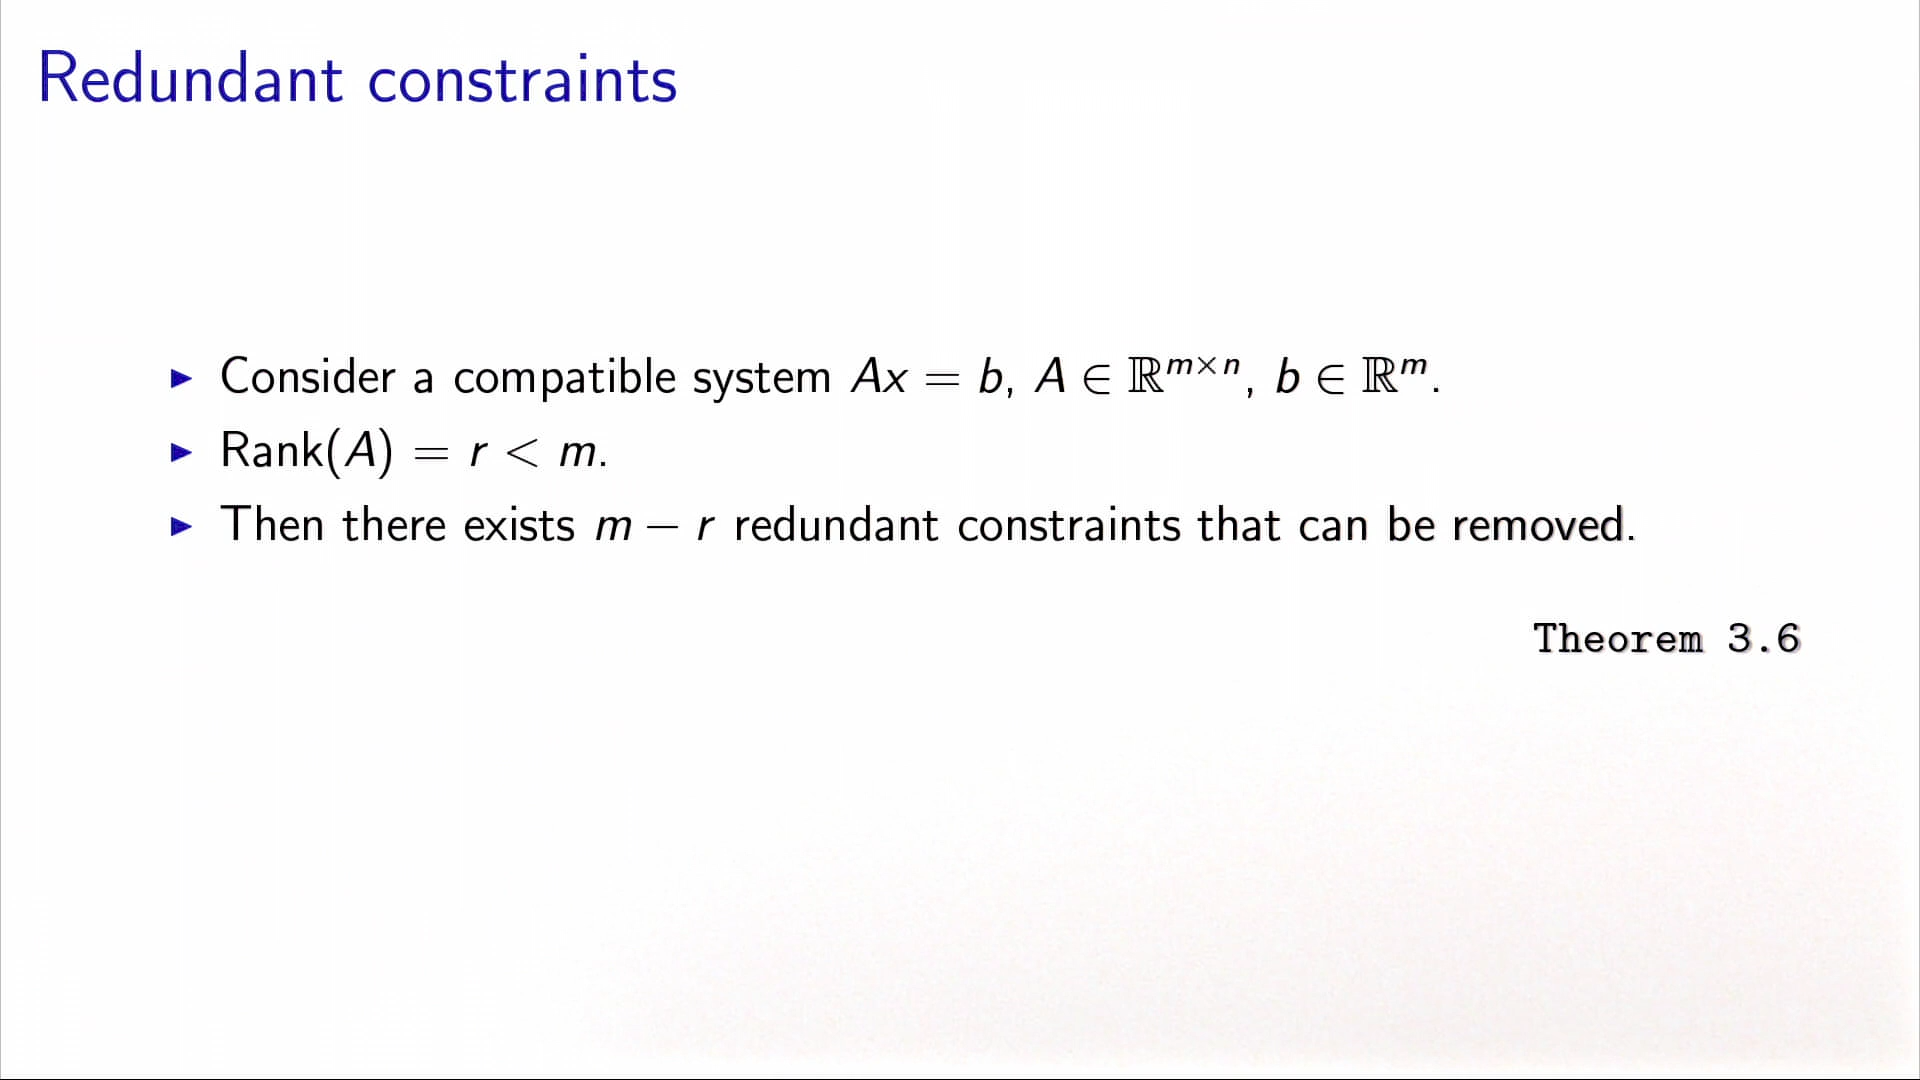 Redundant constraints
▶ Consider a compatible system Ax = b, A ∈ ℝ^{m×n}, b ∈ ℝ^m.
▶ Rank(A) = r < m.
▶ Then there exists m − r redundant constraints that can be removed.
Theorem 3.6